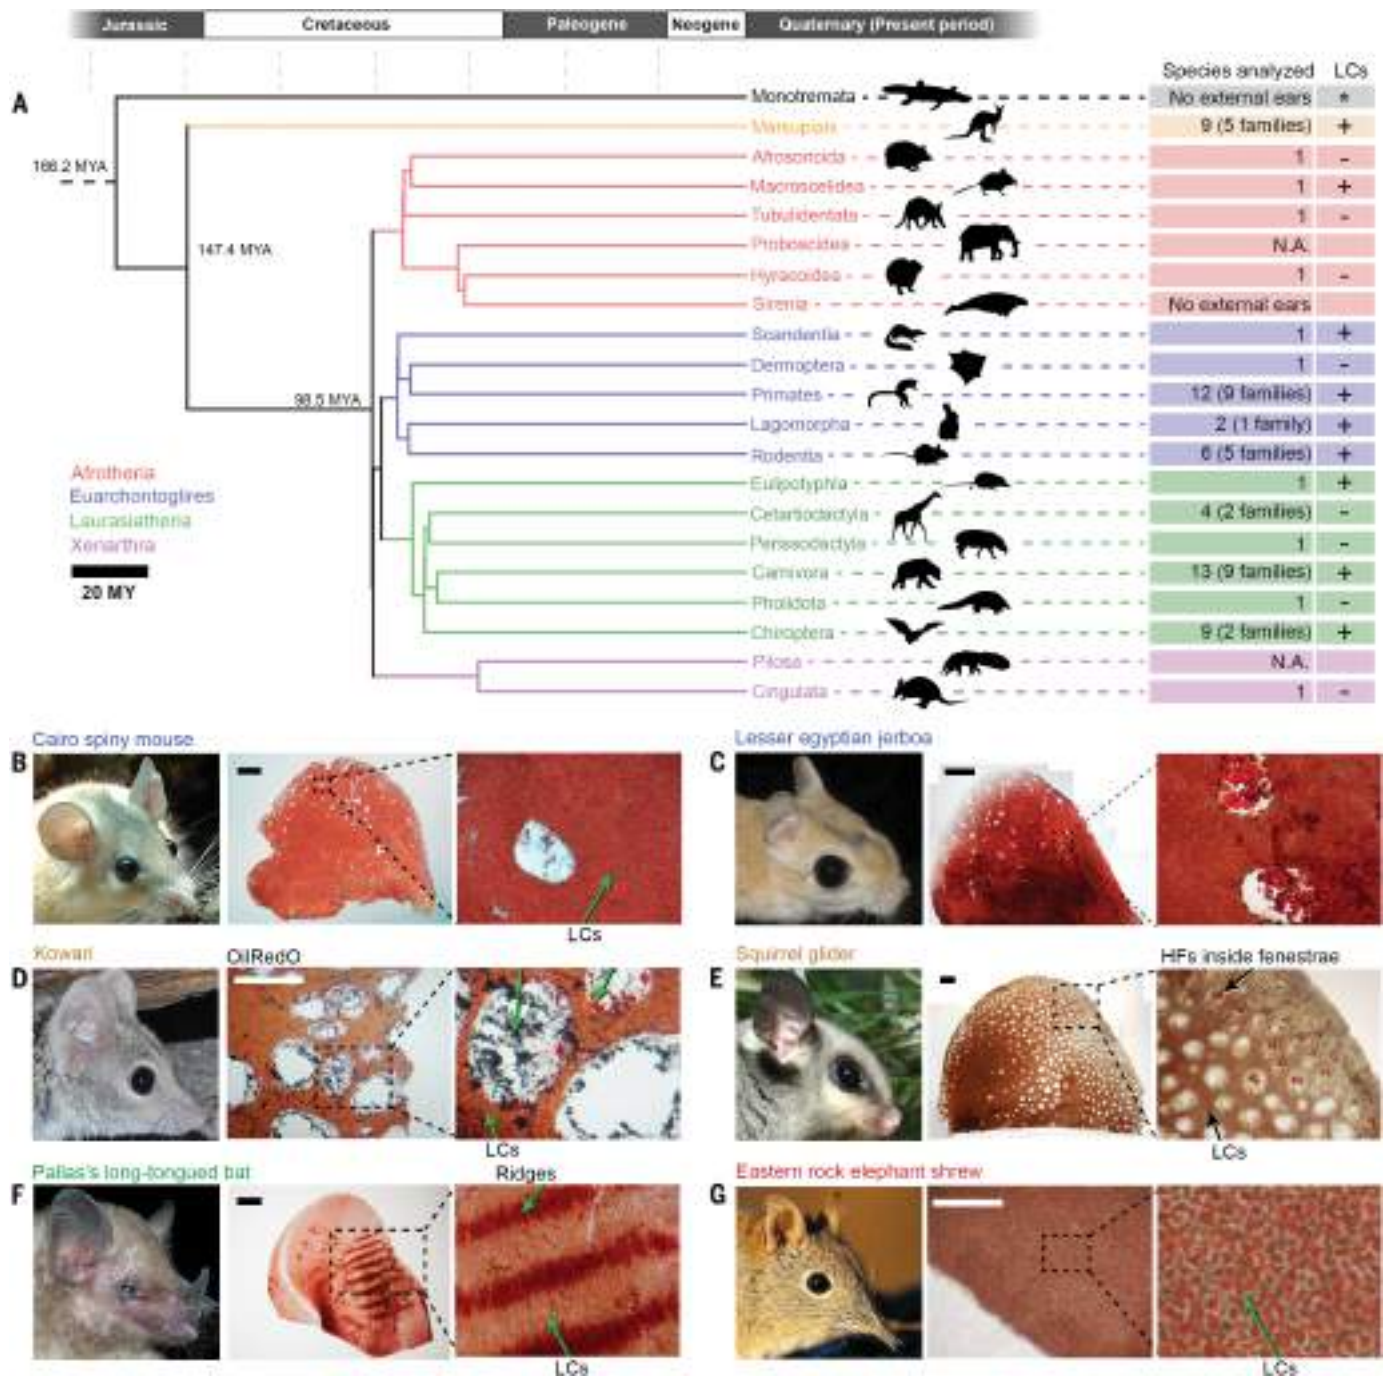 Jurassic Cretaceous Paleogene Neogene Quaternary (Present period)
Species analyzed LCs
A
Monotremata No external ears *
Marsupials 9 (5 families) +
166.2 MYA
Afrosoricida 1 -
Macroscelidea 1 +
Tubulidentata 1 -
147.4 MYA
Proboscidea N.A.
Hyracoidea 1 -
Sirenia No external ears
Scandentia 1 +
Dermoptera 1 -
98.5 MYA
Primates 12 (9 families) +
Lagomorpha 2 (1 family) +
Rodentia 6 (5 families) +
Afrotheria
Euarchontoglires
Laurasiatheria
Xenarthra
20 MY
Eulipotyphla 1 +
Cetartiodactyla 4 (2 families) -
Perissodactyla 1 -
Carnivora 13 (9 families) +
Pholidota 1 -
Chiroptera 9 (2 families) +
Pilosa N.A.
Cingulata 1 -
Cairo spiny mouse
B
LCs
Lesser egyptian jerboa
C
Kowari
D
OilRedO
LCs
Squirrel glider
E
HFs inside fenestrae
LCs
Pallas's long-tongued bat
F
Ridges
LCs
Eastern rock elephant shrew
G
LCs